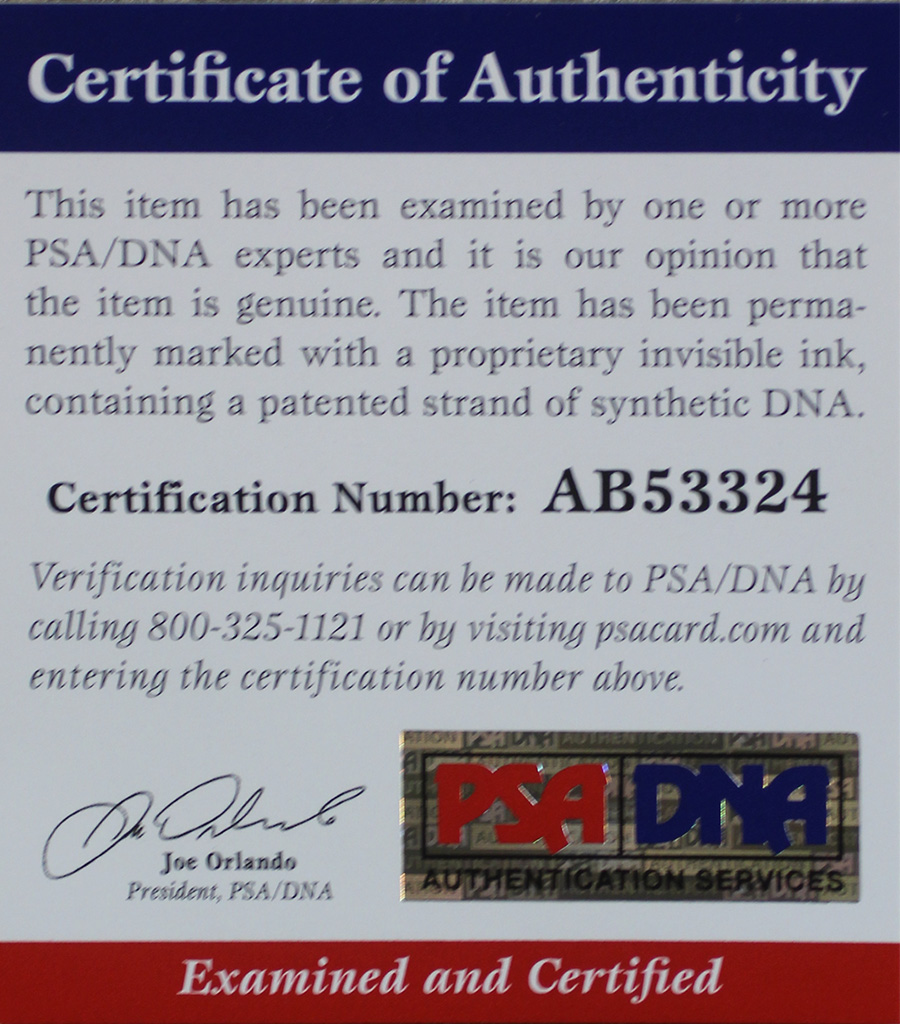 Certificate of Authenticity
This item has been examined by one or more
PSA/DNA experts and it is our opinion that
the item is genuine. The item has been perma-
nently marked with a proprietary invisible ink,
containing a patented strand of synthetic DNA.
Certification Number: AB53324
Verification inquiries can be made to PSA/DNA by
calling 800-325-1121 or by visiting psacard.com and
entering the certification number above.
Joe Orlando
President, PSA/DNA
PSA DNA
AUTHENTICATION SERVICES
Examined and Certified